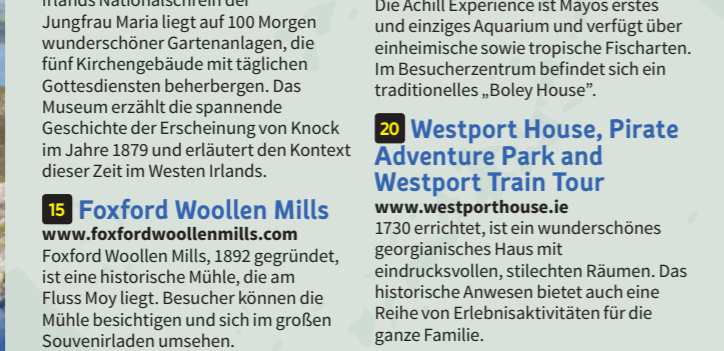 Irlands Nationalschrein der
Jungfrau Maria liegt auf 100 Morgen
wunderschöner Gartenanlagen, die
fünf Kirchengebäude mit täglichen
Gottesdiensten beherbergen. Das
Museum erzählt die spannende
Geschichte der Erscheinung von Knock
im Jahre 1879 und erläutert den Kontext
dieser Zeit im Westen Irlands.
15 Foxford Woollen Mills
www.foxfordwoollenmills.com
Foxford Woollen Mills, 1892 gegründet,
ist eine historische Mühle, die am
Fluss Moy liegt. Besucher können die
Mühle besichtigen und sich im großen
Souvenirladen umsehen.
Die Achill Experience ist Mayos erstes
und einziges Aquarium und verfügt über
einheimische sowie tropische Fischarten.
Im Besucherzentrum befindet sich ein
traditionelles „Boley House”.
20 Westport House, Pirate
Adventure Park and
Westport Train Tour
www.westporthouse.ie
1730 errichtet, ist ein wunderschönes
georgianisches Haus mit
eindrucksvollen, stilechten Räumen. Das
historische Anwesen bietet auch eine
Reihe von Erlebnisaktivitäten für die
ganze Familie.